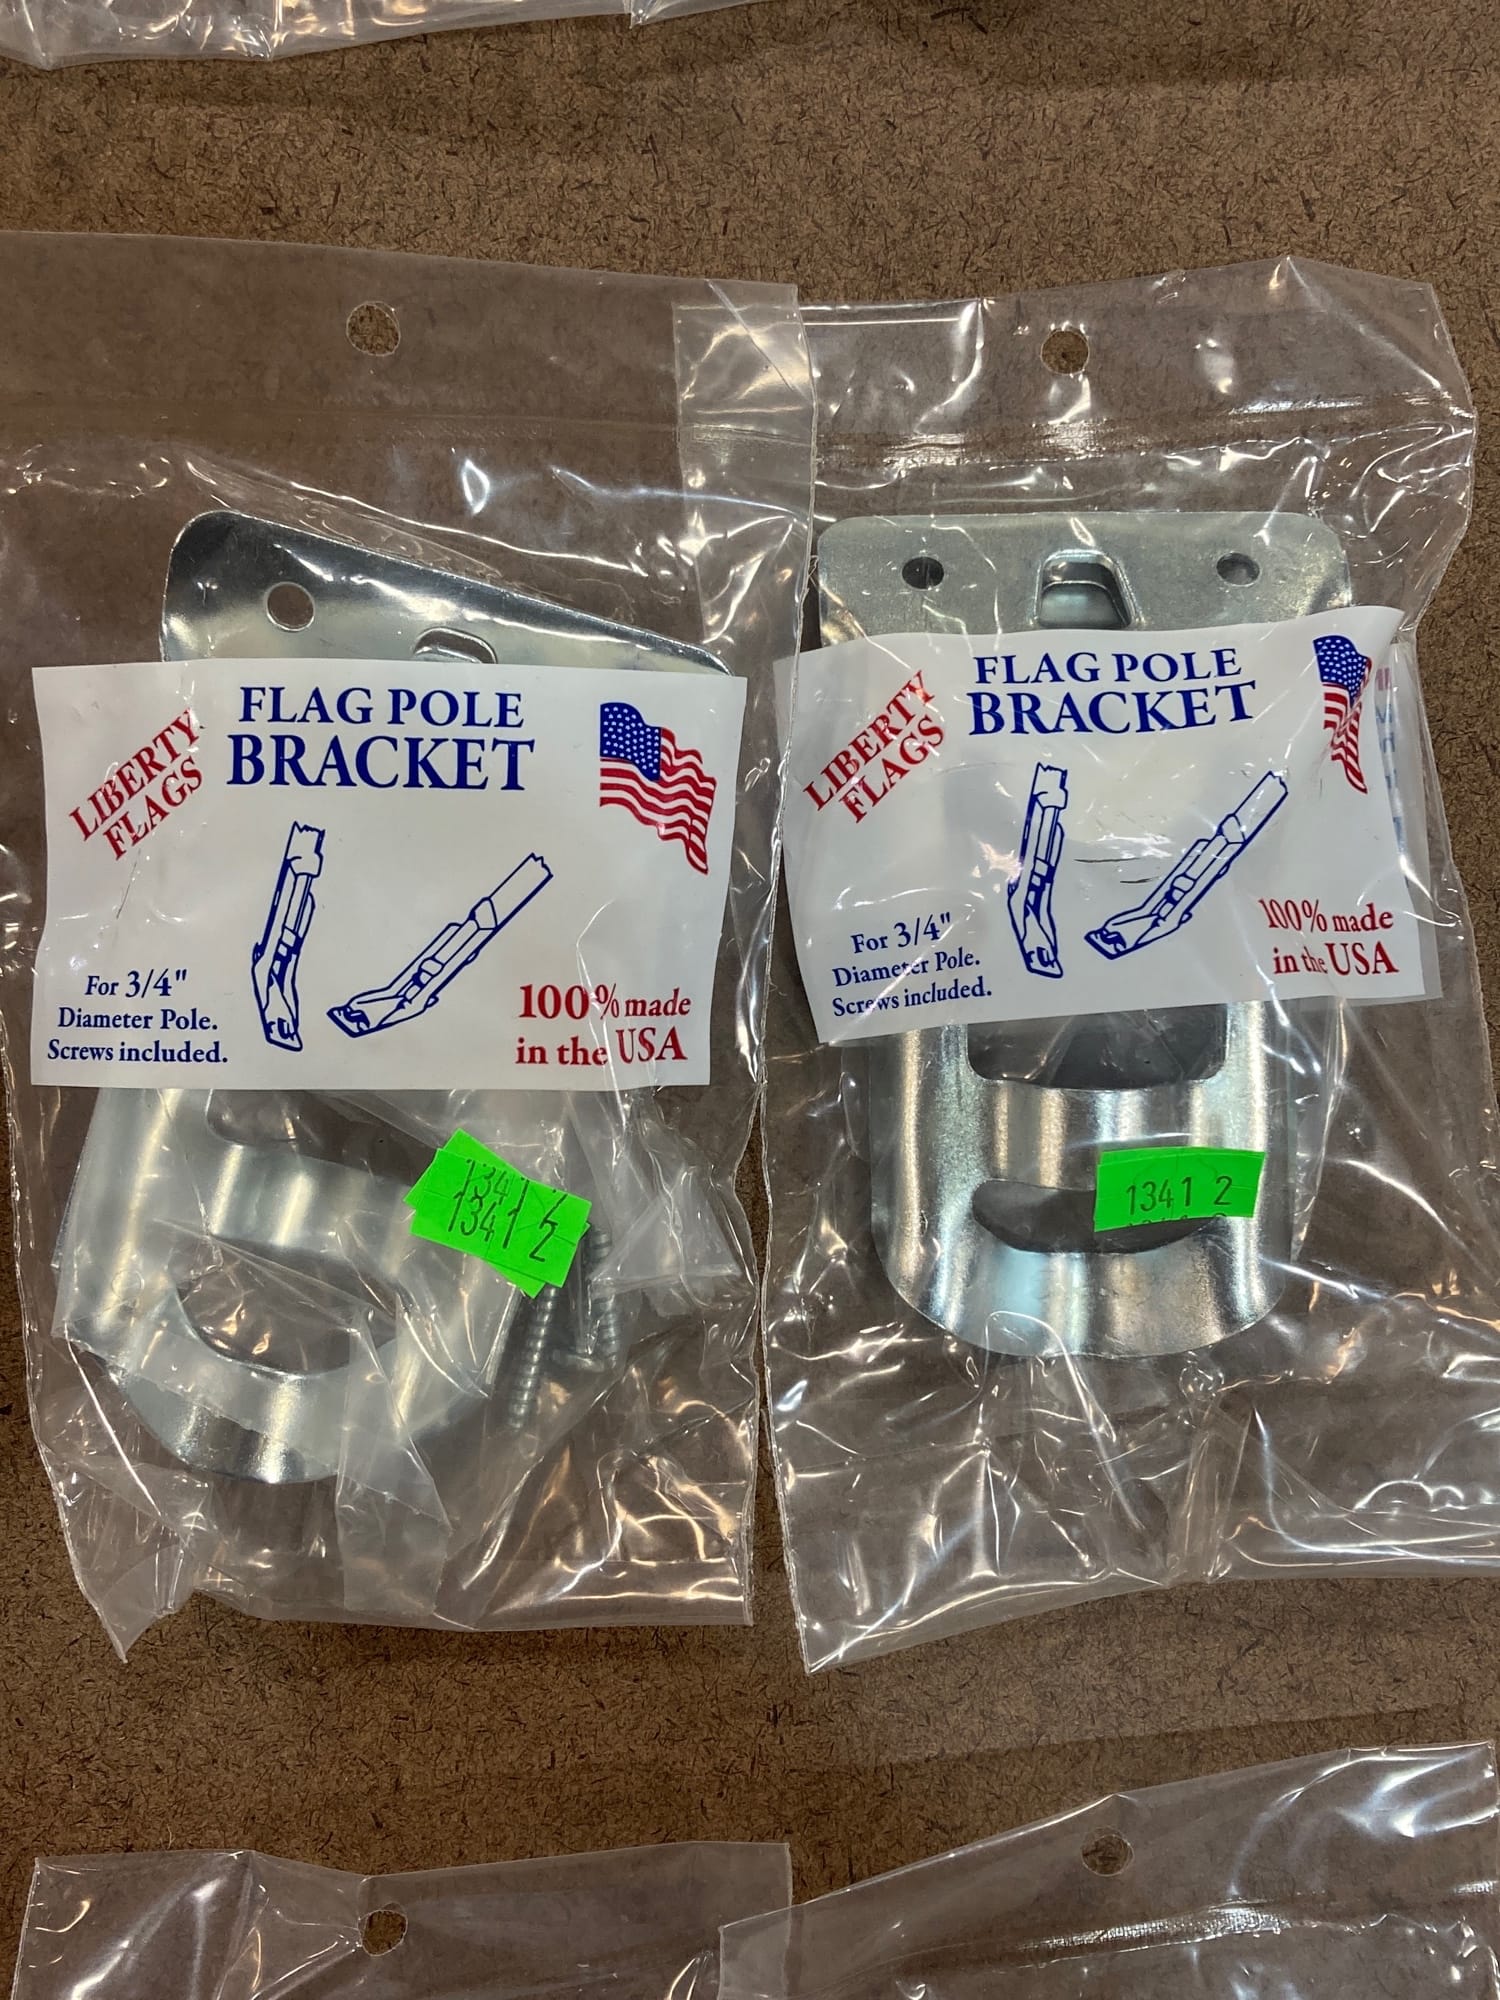 LIBERTY
FLAGS
FLAG POLE
BRACKET
For 3/4"
Diameter Pole.
Screws included.
100% made
in the USA
1341 2
1341 2
LIBERTY
FLAGS
FLAG POLE
BRACKET
For 3/4"
Diameter Pole.
Screws included.
100% made
in the USA
1341 2